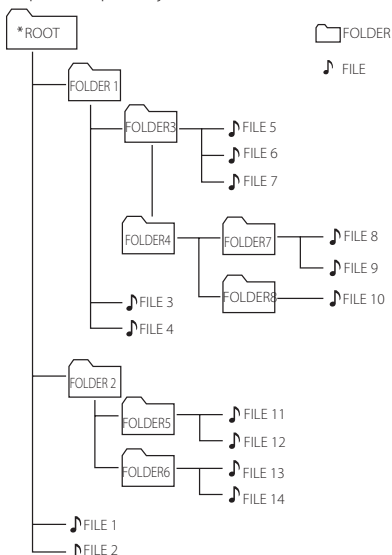 *ROOT
FOLDER
FILE
FOLDER 1
FOLDER3
FILE 5
FILE 6
FILE 7
FOLDER4
FOLDER7
FILE 8
FILE 9
FOLDER8
FILE 10
FILE 3
FILE 4
FOLDER 2
FOLDER5
FILE 11
FILE 12
FOLDER6
FILE 13
FILE 14
FILE 1
FILE 2